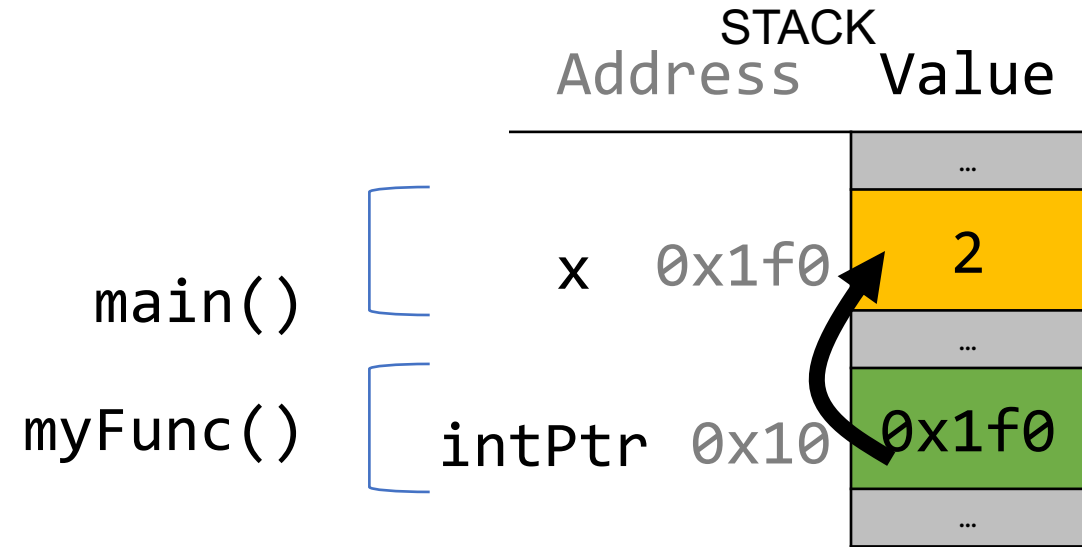 STACK
Address Value
…
x 0x1f0 2
main()
…
myFunc() intPtr 0x10 0x1f0
…